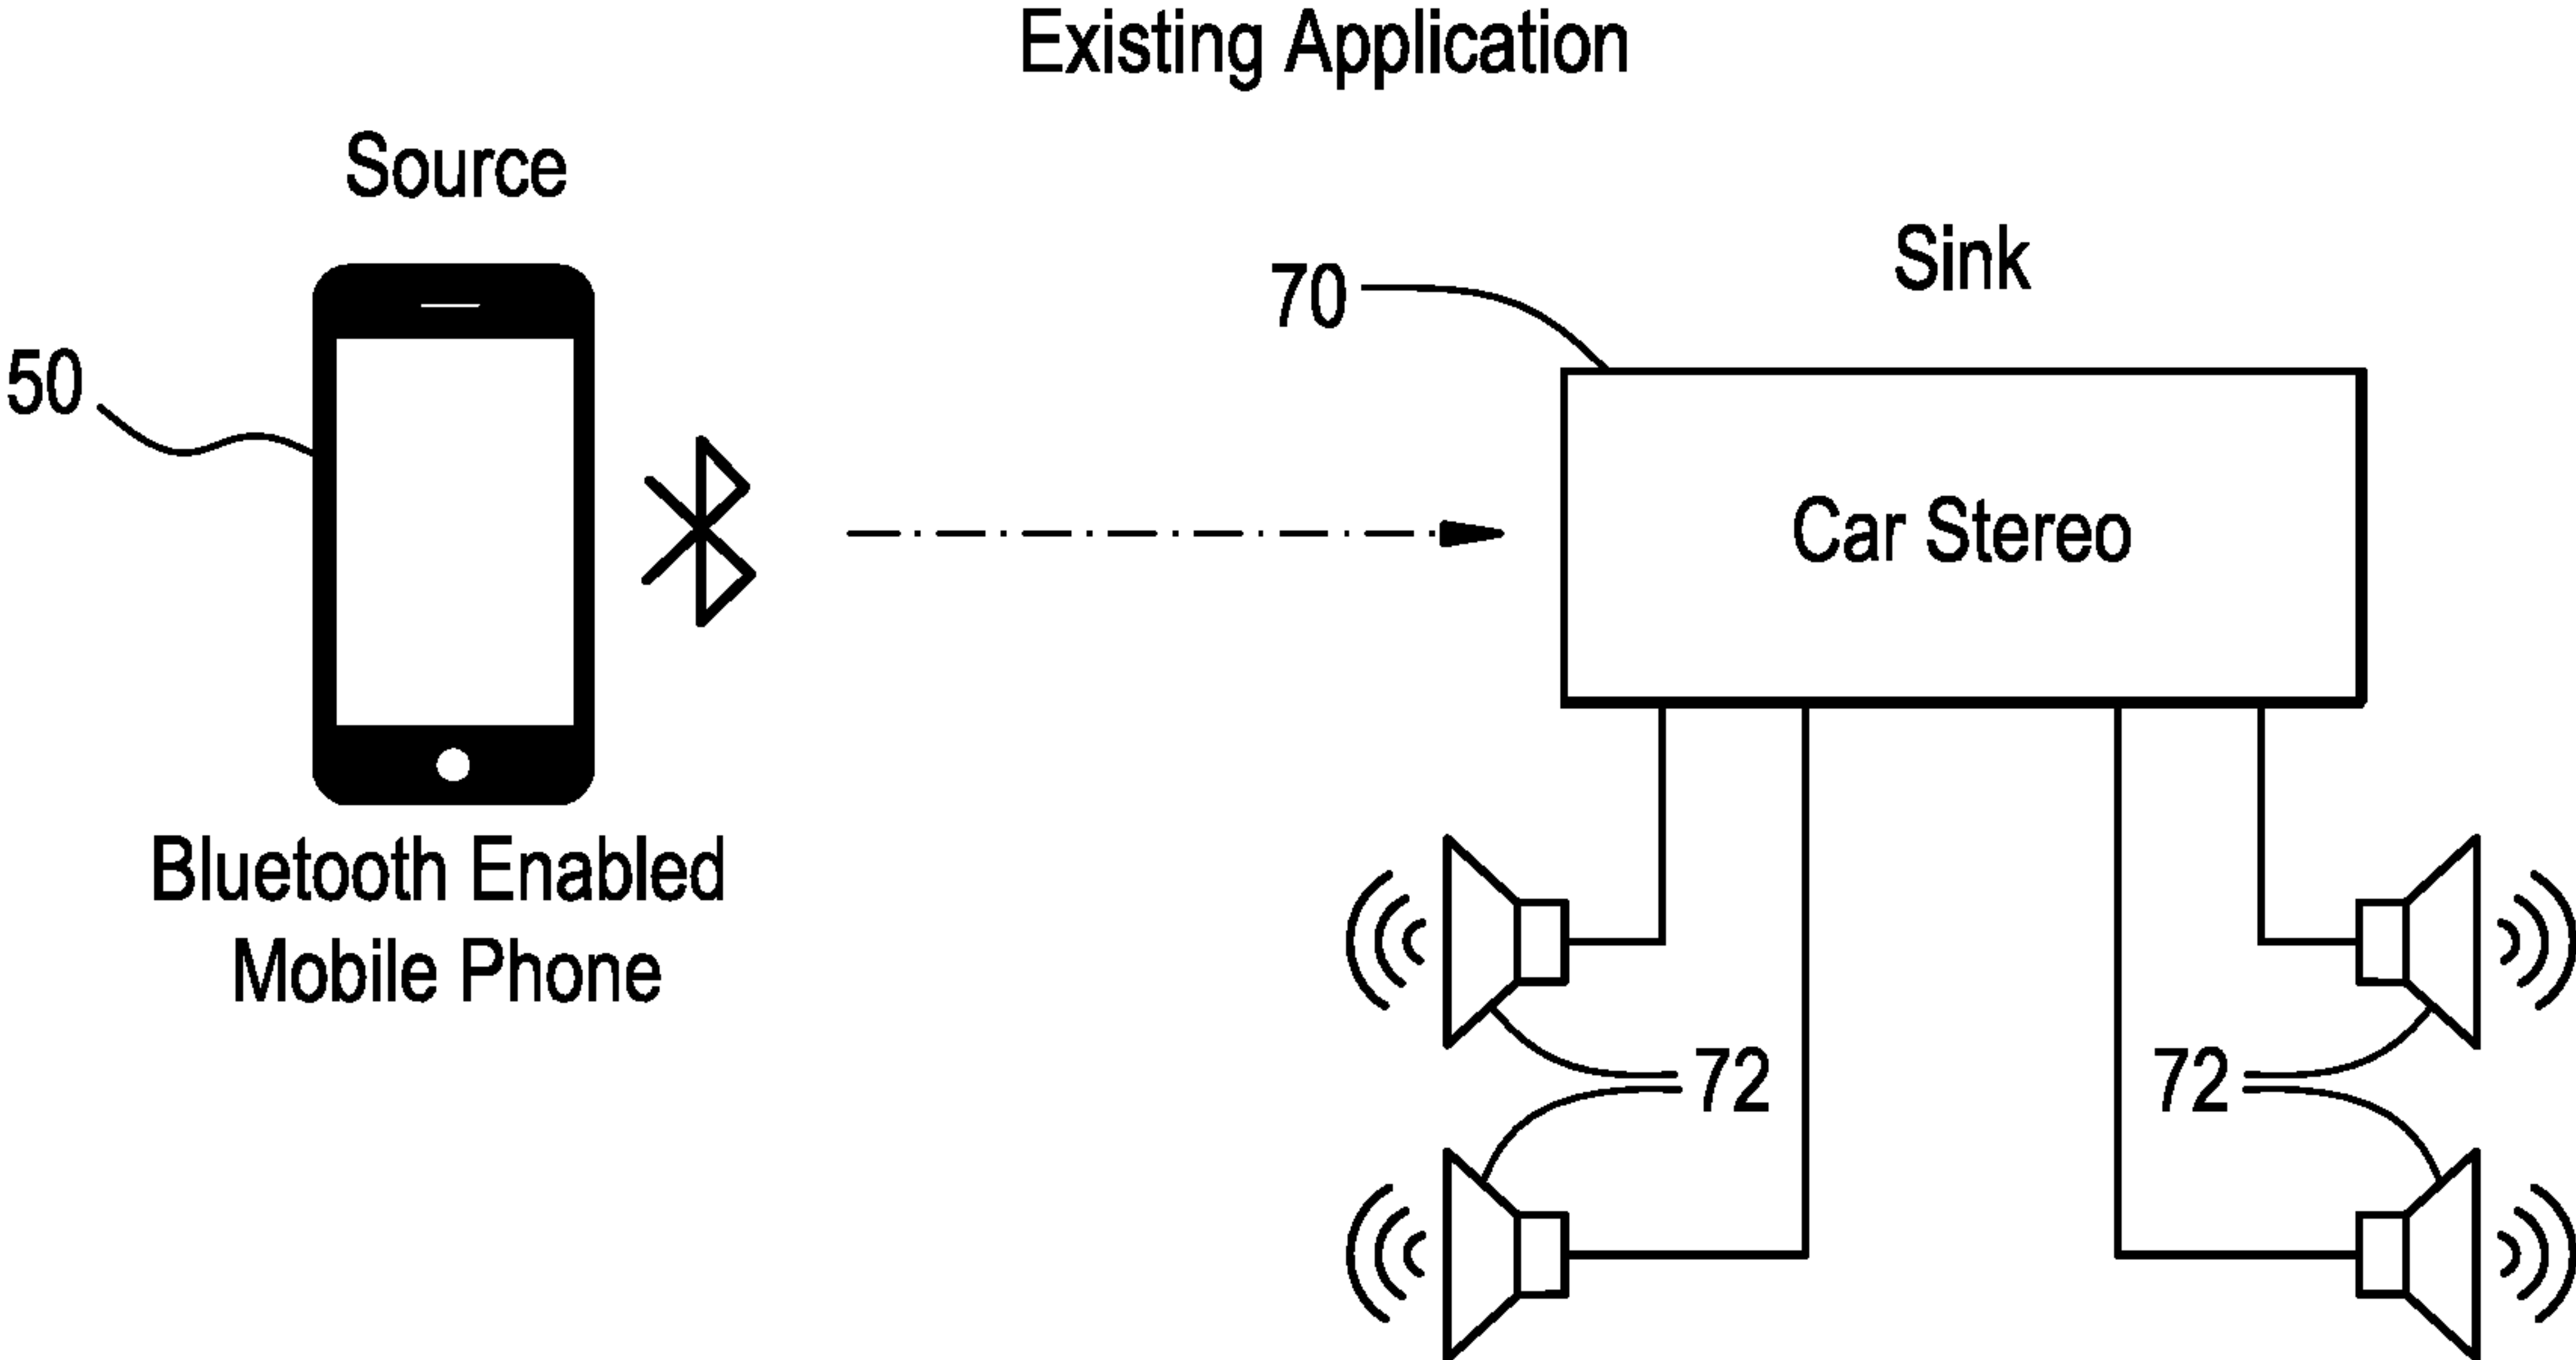 Existing Application
Source
Sink
70
50
Car Stereo
Bluetooth Enabled
Mobile Phone
72
72